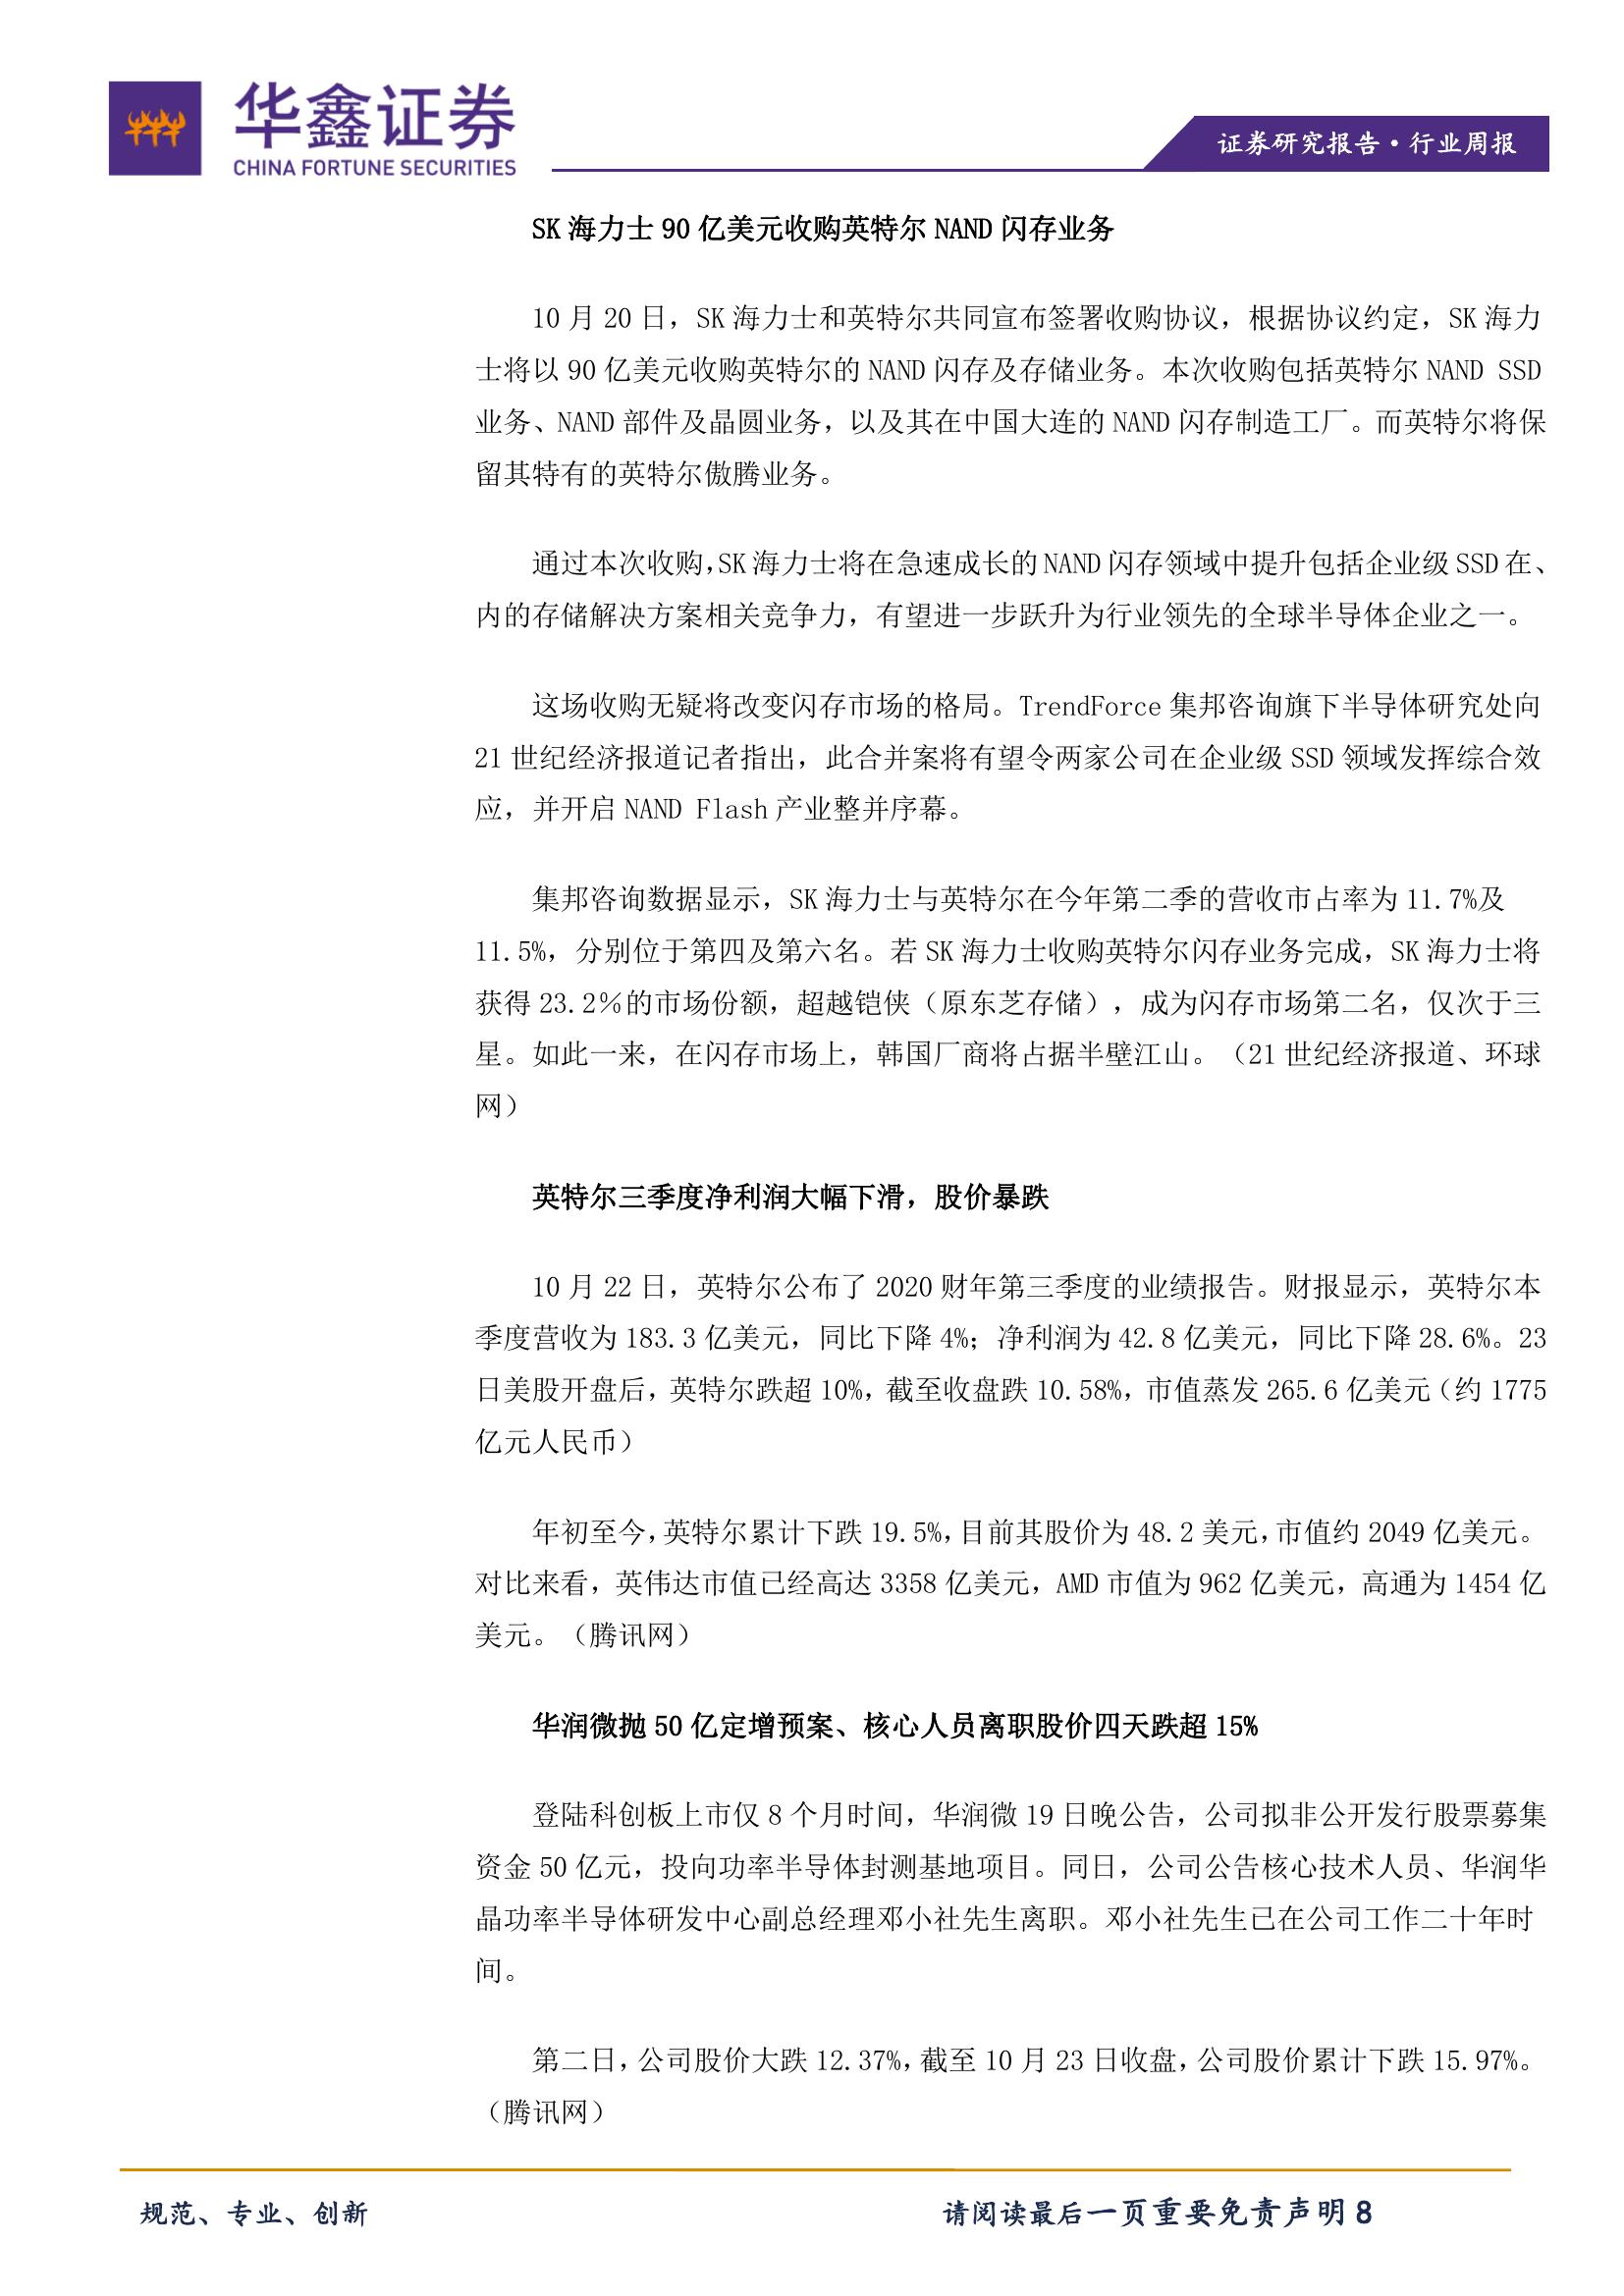 华鑫证券
CHINA FORTUNE SECURITIES
证券研究报告·行业周报
SK 海力士 90 亿美元收购英特尔 NAND 闪存业务
10 月 20 日，SK 海力士和英特尔共同宣布签署收购协议，根据协议约定，SK 海力
士将以 90 亿美元收购英特尔的 NAND 闪存及存储业务。本次收购包括英特尔 NAND SSD
业务、NAND 部件及晶圆业务，以及其在中国大连的 NAND 闪存制造工厂。而英特尔将保
留其特有的英特尔傲腾业务。
通过本次收购，SK 海力士将在急速成长的 NAND 闪存领域中提升包括企业级 SSD 在、
内的存储解决方案相关竞争力，有望进一步跃升为行业领先的全球半导体企业之一。
这场收购无疑将改变闪存市场的格局。TrendForce 集邦咨询旗下半导体研究处向
21 世纪经济报道记者指出，此合并案将有望令两家公司在企业级 SSD 领域发挥综合效
应，并开启 NAND Flash 产业整并序幕。
集邦咨询数据显示，SK 海力士与英特尔在今年第二季的营收市占率为 11.7%及
11.5%，分别位于第四及第六名。若 SK 海力士收购英特尔闪存业务完成，SK 海力士将
获得 23.2％的市场份额，超越铠侠（原东芝存储），成为闪存市场第二名，仅次于三
星。如此一来，在闪存市场上，韩国厂商将占据半壁江山。（21 世纪经济报道、环球
网）
英特尔三季度净利润大幅下滑，股价暴跌
10 月 22 日，英特尔公布了 2020 财年第三季度的业绩报告。财报显示，英特尔本
季度营收为 183.3 亿美元，同比下降 4%；净利润为 42.8 亿美元，同比下降 28.6%。23
日美股开盘后，英特尔跌超 10%，截至收盘跌 10.58%，市值蒸发 265.6 亿美元（约 1775
亿元人民币）
年初至今，英特尔累计下跌 19.5%，目前其股价为 48.2 美元，市值约 2049 亿美元。
对比来看，英伟达市值已经高达 3358 亿美元，AMD 市值为 962 亿美元，高通为 1454 亿
美元。（腾讯网）
华润微抛 50 亿定增预案、核心人员离职股价四天跌超 15%
登陆科创板上市仅 8 个月时间，华润微 19 日晚公告，公司拟非公开发行股票募集
资金 50 亿元，投向功率半导体封测基地项目。同日，公司公告核心技术人员、华润华
晶功率半导体研发中心副总经理邓小社先生离职。邓小社先生已在公司工作二十年时
间。
第二日，公司股价大跌 12.37%，截至 10 月 23 日收盘，公司股价累计下跌 15.97%。
（腾讯网）
规范、专业、创新
请阅读最后一页重要免责声明 8